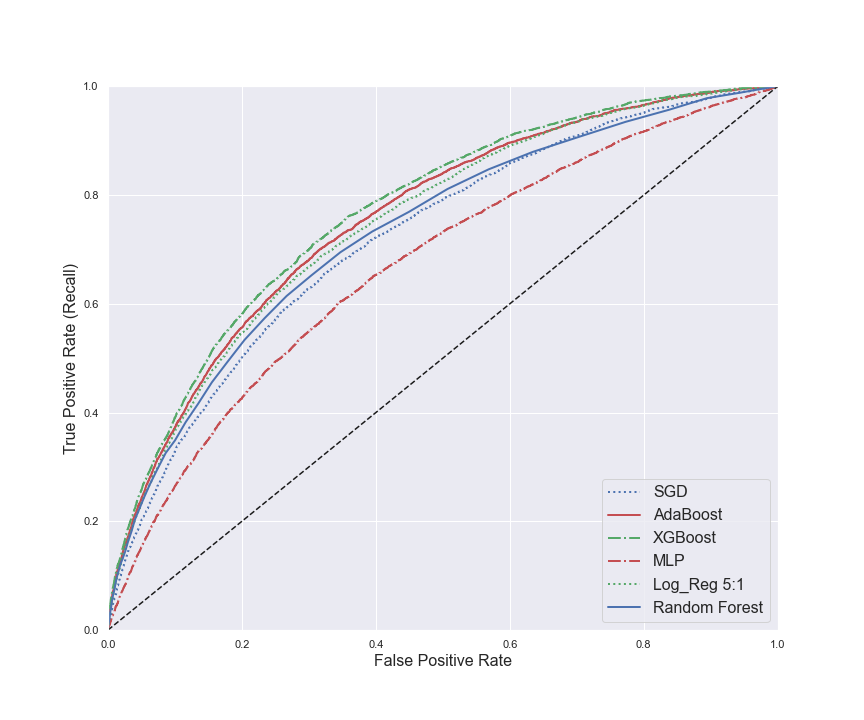 1.0
0.8
0.6
0.4
0.2
0.0
True Positive Rate (Recall)
SGD
AdaBoost
XGBoost
MLP
Log_Reg 5:1
Random Forest
0.0 0.2 0.4 0.6 0.8 1.0
False Positive Rate